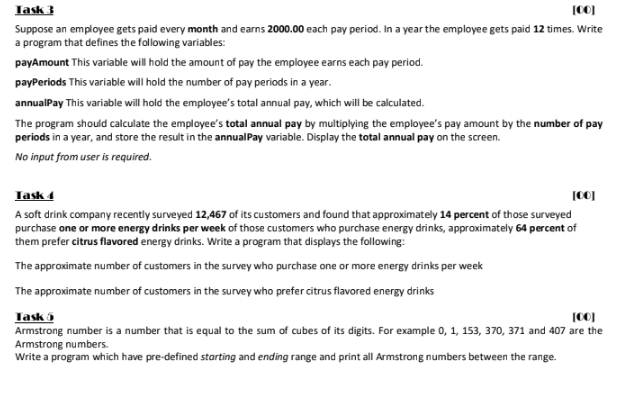 Task 3 [00]
Suppose an employee gets paid every month and earns 2000.00 each pay period. In a year the employee gets paid 12 times. Write
a program that defines the following variables:
payAmount This variable will hold the amount of pay the employee earns each pay period.
payPeriods This variable will hold the number of pay periods in a year.
annualPay This variable will hold the employee's total annual pay, which will be calculated.
The program should calculate the employee's total annual pay by multiplying the employee's pay amount by the number of pay
periods in a year, and store the result in the annualPay variable. Display the total annual pay on the screen.
No input from user is required.
Task 4 [00]
A soft drink company recently surveyed 12,467 of its customers and found that approximately 14 percent of those surveyed
purchase one or more energy drinks per week of those customers who purchase energy drinks, approximately 64 percent of
them prefer citrus flavored energy drinks. Write a program that displays the following:
The approximate number of customers in the survey who purchase one or more energy drinks per week
The approximate number of customers in the survey who prefer citrus flavored energy drinks
Task 5 [00]
Armstrong number is a number that is equal to the sum of cubes of its digits. For example 0, 1, 153, 370, 371 and 407 are the
Armstrong numbers.
Write a program which have pre-defined starting and ending range and print all Armstrong numbers between the range.